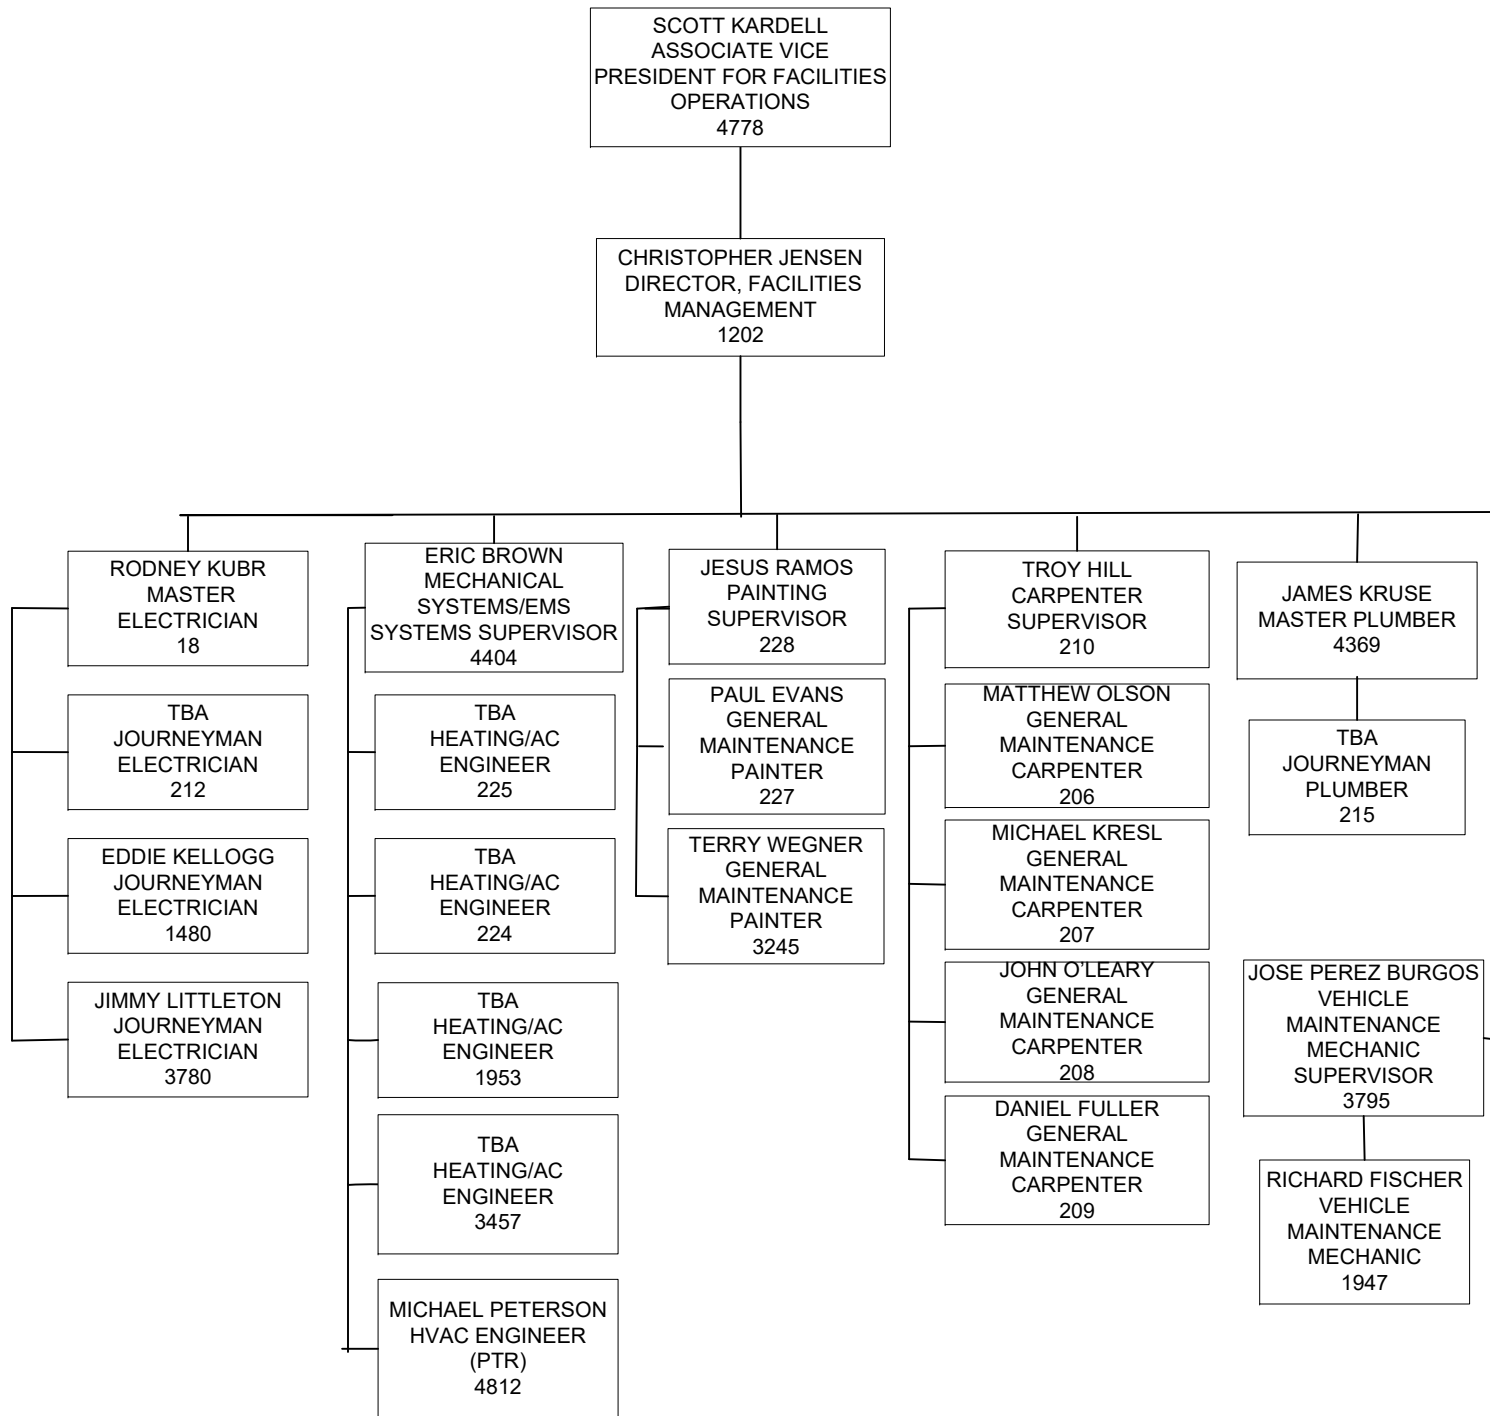 SCOTT KARDELL
ASSOCIATE VICE
PRESIDENT FOR FACILITIES
OPERATIONS
4778
CHRISTOPHER JENSEN
DIRECTOR, FACILITIES
MANAGEMENT
1202
RODNEY KUBR
MASTER
ELECTRICIAN
18
TBA
JOURNEYMAN
ELECTRICIAN
212
EDDIE KELLOGG
JOURNEYMAN
ELECTRICIAN
1480
JIMMY LITTLETON
JOURNEYMAN
ELECTRICIAN
3780
ERIC BROWN
MECHANICAL
SYSTEMS/EMS
SYSTEMS SUPERVISOR
4404
TBA
HEATING/AC
ENGINEER
225
TBA
HEATING/AC
ENGINEER
224
TBA
HEATING/AC
ENGINEER
1953
TBA
HEATING/AC
ENGINEER
3457
MICHAEL PETERSON
HVAC ENGINEER
(PTR)
4812
JESUS RAMOS
PAINTING
SUPERVISOR
228
PAUL EVANS
GENERAL
MAINTENANCE
PAINTER
227
TERRY WEGNER
GENERAL
MAINTENANCE
PAINTER
3245
TROY HILL
CARPENTER
SUPERVISOR
210
MATTHEW OLSON
GENERAL
MAINTENANCE
CARPENTER
206
MICHAEL KRESL
GENERAL
MAINTENANCE
CARPENTER
207
JOHN O’LEARY
GENERAL
MAINTENANCE
CARPENTER
208
DANIEL FULLER
GENERAL
MAINTENANCE
CARPENTER
209
JAMES KRUSE
MASTER PLUMBER
4369
TBA
JOURNEYMAN
PLUMBER
215
JOSE PEREZ BURGOS
VEHICLE
MAINTENANCE
MECHANIC
SUPERVISOR
3795
RICHARD FISCHER
VEHICLE
MAINTENANCE
MECHANIC
1947